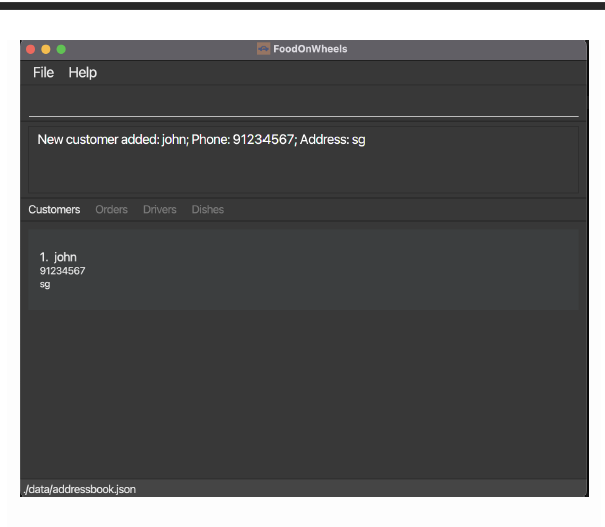 FoodOnWheels
File Help
New customer added: john; Phone: 91234567; Address: sg
Customers Orders Drivers Dishes
1. john
91234567
sg
./data/addressbook.json